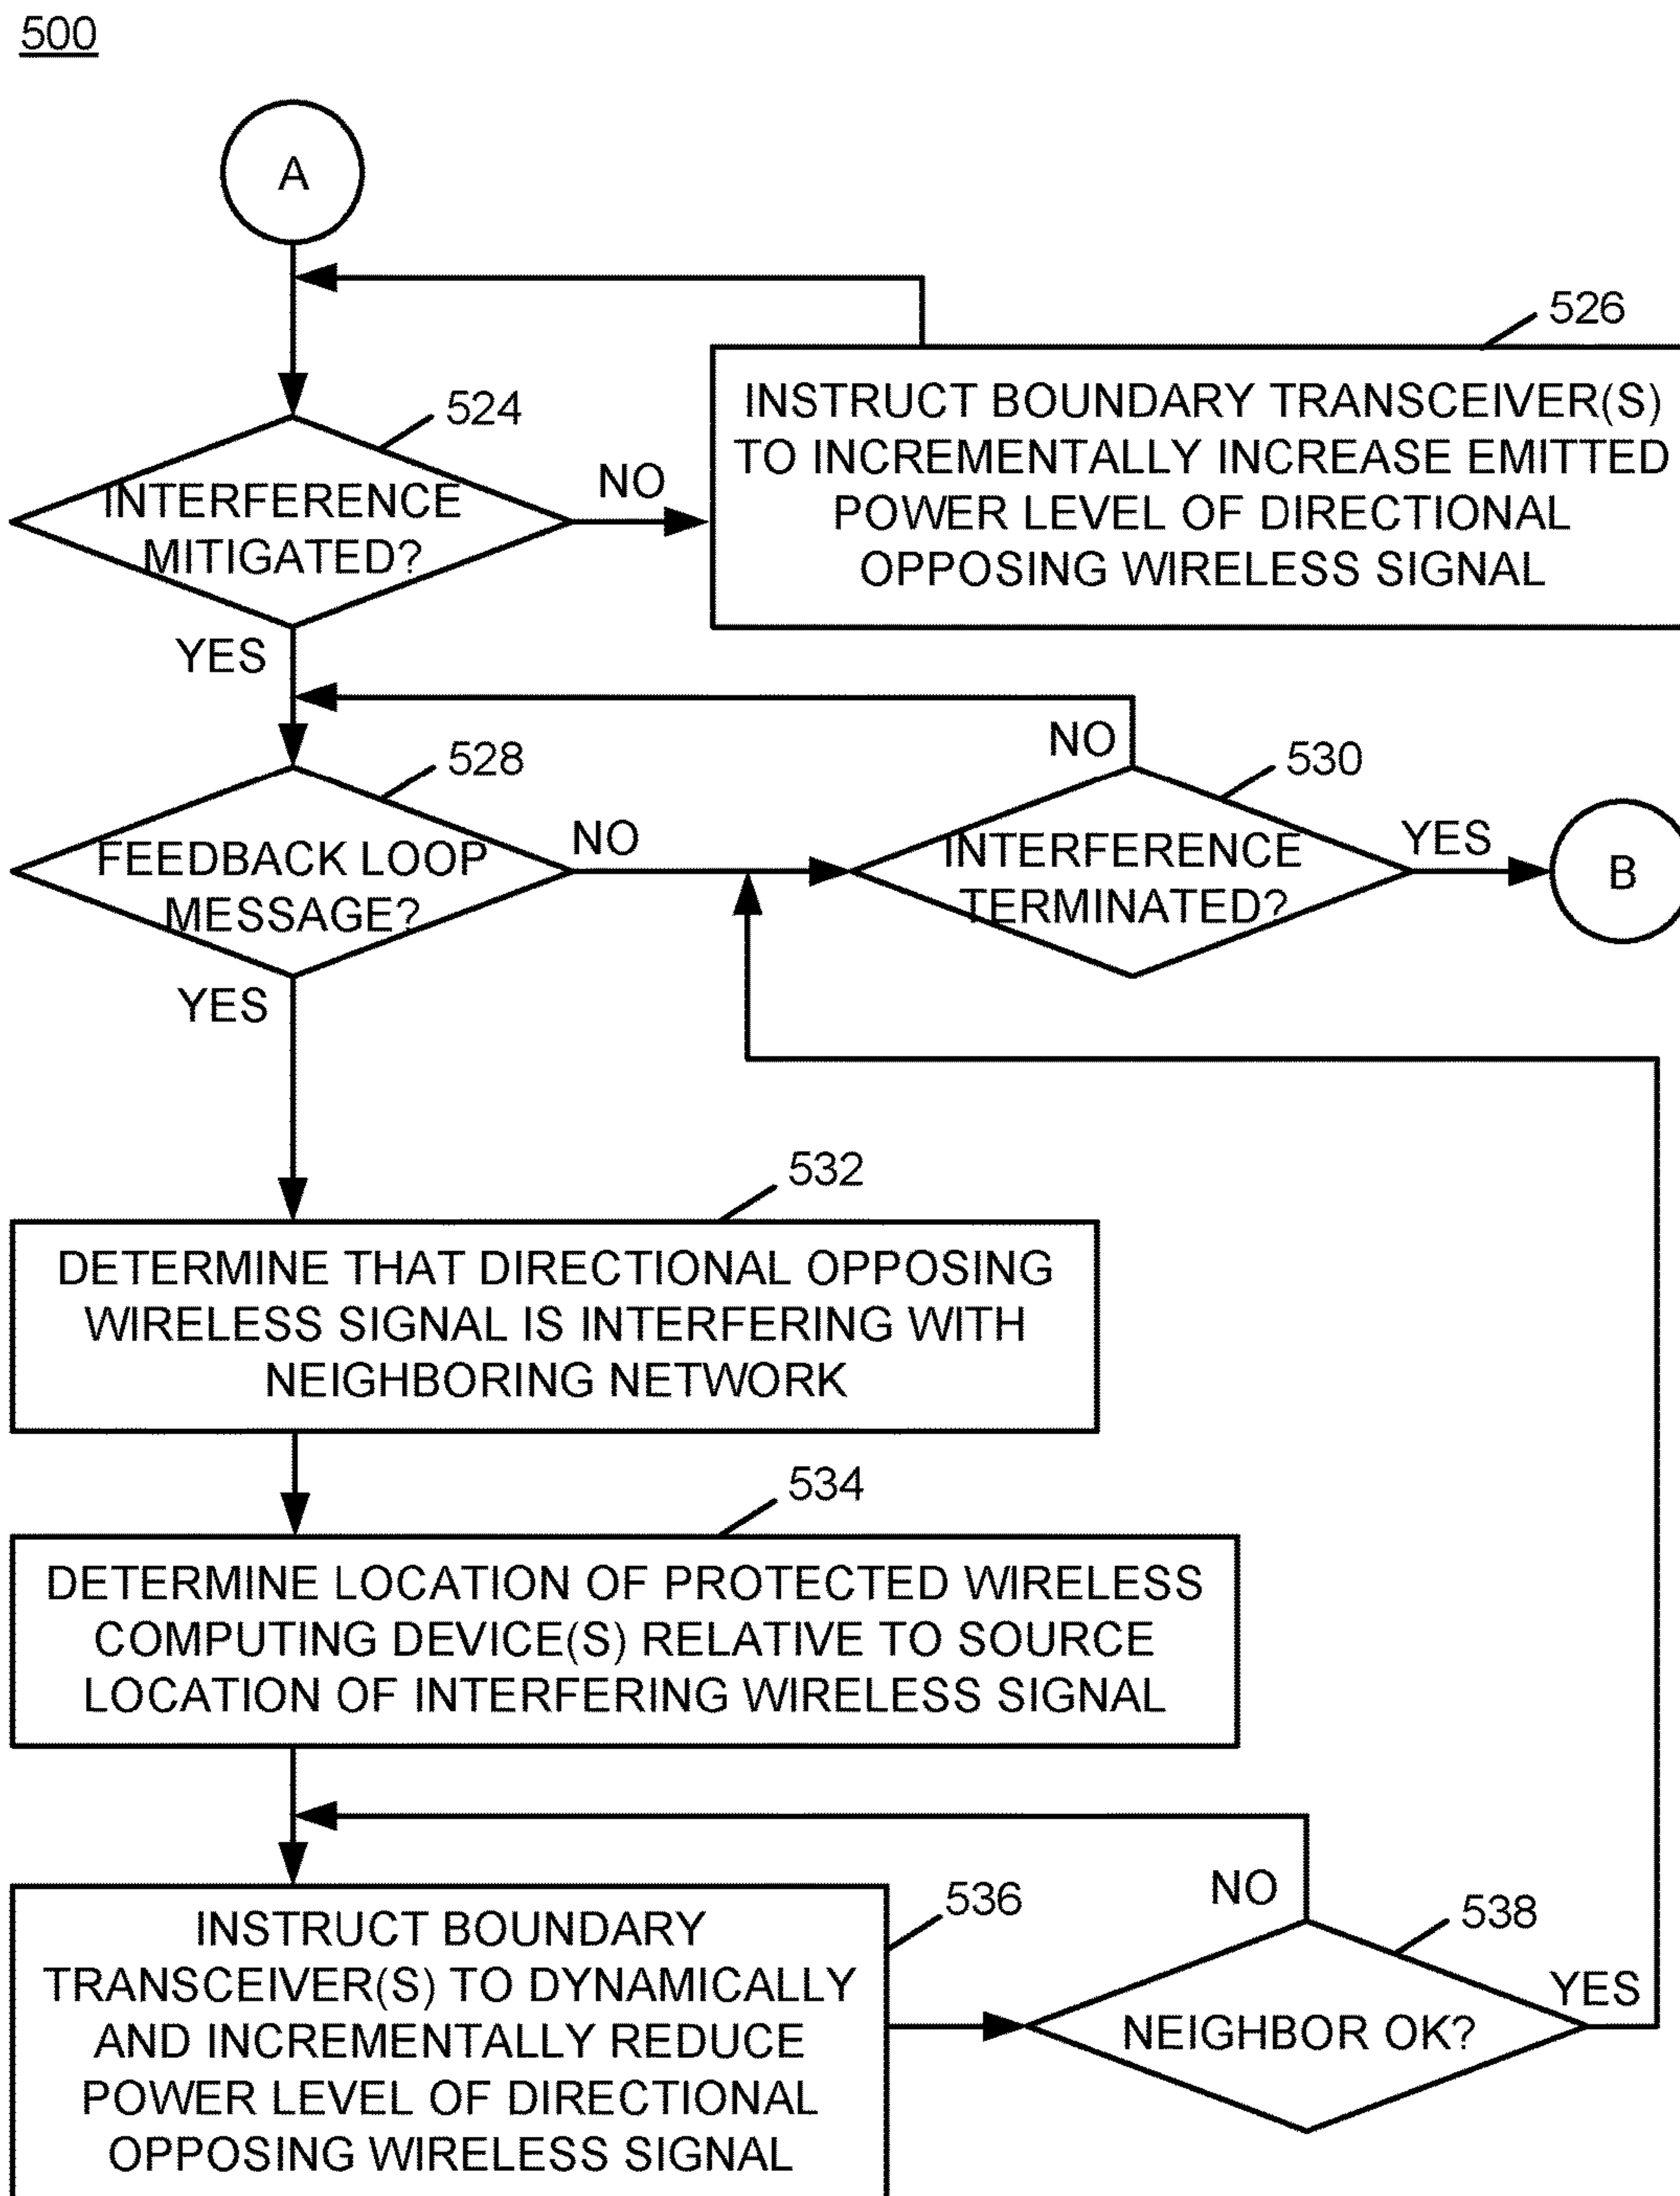 500
A
526
INSTRUCT BOUNDARY TRANSCEIVER(S)
TO INCREMENTALLY INCREASE EMITTED
POWER LEVEL OF DIRECTIONAL
OPPOSING WIRELESS SIGNAL
524
INTERFERENCE
MITIGATED?
NO
YES
528
FEEDBACK LOOP
MESSAGE?
NO
YES
NO
530
INTERFERENCE
TERMINATED?
YES
B
532
DETERMINE THAT DIRECTIONAL OPPOSING
WIRELESS SIGNAL IS INTERFERING WITH
NEIGHBORING NETWORK
534
DETERMINE LOCATION OF PROTECTED WIRELESS
COMPUTING DEVICE(S) RELATIVE TO SOURCE
LOCATION OF INTERFERING WIRELESS SIGNAL
536
INSTRUCT BOUNDARY
TRANSCEIVER(S) TO DYNAMICALLY
AND INCREMENTALLY REDUCE
POWER LEVEL OF DIRECTIONAL
OPPOSING WIRELESS SIGNAL
NO
538
NEIGHBOR OK?
YES